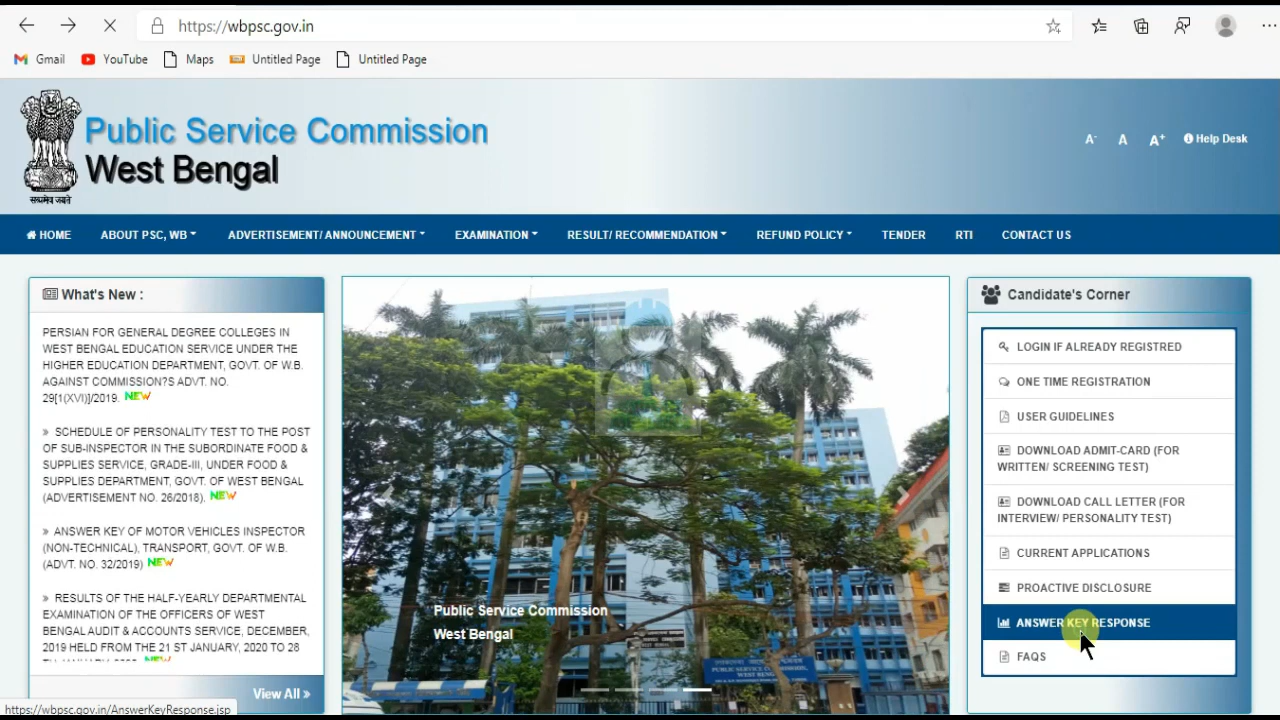 https://wbpsc.gov.in
Gmail YouTube Maps Untitled Page Untitled Page
Public Service Commission
West Bengal
सत्यमेव जयते
A- A A+ Help Desk
HOME ABOUT PSC, WB ADVERTISEMENT/ ANNOUNCEMENT EXAMINATION RESULT/ RECOMMENDATION REFUND POLICY TENDER RTI CONTACT US
What's New :
PERSIAN FOR GENERAL DEGREE COLLEGES IN
WEST BENGAL EDUCATION SERVICE UNDER THE
HIGHER EDUCATION DEPARTMENT, GOVT. OF W.B.
AGAINST COMMISSION?S ADVT. NO.
29[1(XVI)]/2019. NEW
» SCHEDULE OF PERSONALITY TEST TO THE POST
OF SUB-INSPECTOR IN THE SUBORDINATE FOOD &
SUPPLIES SERVICE, GRADE-III, UNDER FOOD &
SUPPLIES DEPARTMENT, GOVT. OF WEST BENGAL
(ADVERTISEMENT NO. 26/2018). NEW
» ANSWER KEY OF MOTOR VEHICLES INSPECTOR
(NON-TECHNICAL), TRANSPORT, GOVT. OF W.B.
(ADVT. NO. 32/2019) NEW
» RESULTS OF THE HALF-YEARLY DEPARTMENTAL
EXAMINATION OF THE OFFICERS OF WEST
BENGAL AUDIT & ACCOUNTS SERVICE, DECEMBER,
2019 HELD FROM THE 21 ST JANUARY, 2020 TO 28
View All »
https://wbpsc.gov.in/AnswerKeyResponse.jsp
Public Service Commission
West Bengal
Candidate's Corner
LOGIN IF ALREADY REGISTRED
ONE TIME REGISTRATION
USER GUIDELINES
DOWNLOAD ADMIT-CARD (FOR
WRITTEN/ SCREENING TEST)
DOWNLOAD CALL LETTER (FOR
INTERVIEW/ PERSONALITY TEST)
CURRENT APPLICATIONS
PROACTIVE DISCLOSURE
ANSWER KEY RESPONSE
FAQS